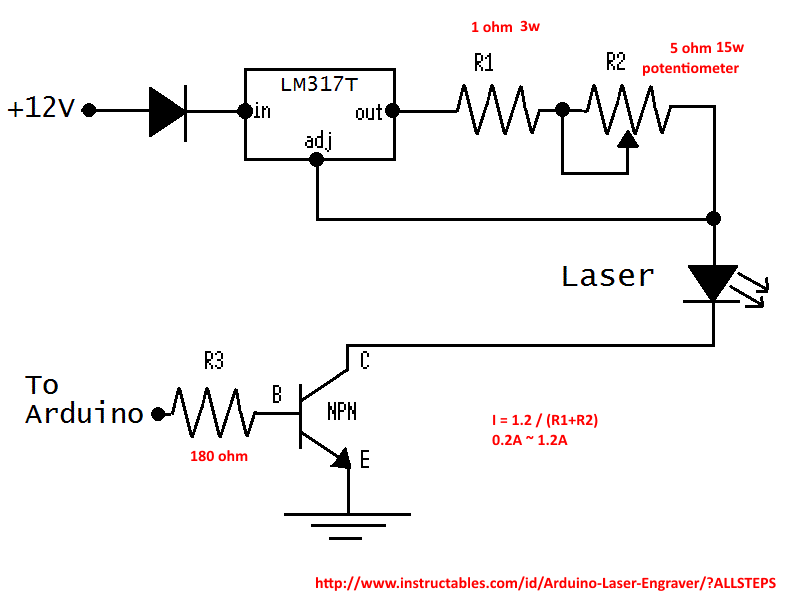 1 ohm 3w
R1
R2
5 ohm 15w
potentiometer
LM317T
+12V
in
out
adj
Laser
R3
C
To
Arduino
B
NPN
180 ohm
E
I = 1.2 / (R1+R2)
0.2A ~ 1.2A
http://www.instructables.com/id/Arduino-Laser-Engraver/?ALLSTEPS